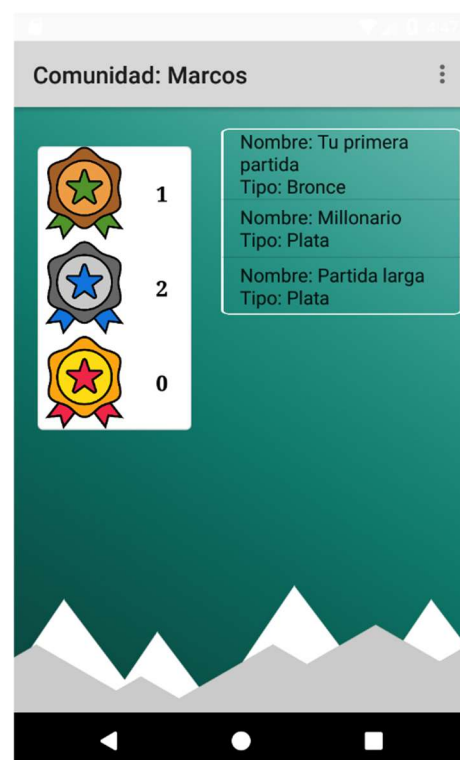 Comunidad: Marcos
1
2
0
Nombre: Tu primera
partida
Tipo: Bronce
Nombre: Millonario
Tipo: Plata
Nombre: Partida larga
Tipo: Plata